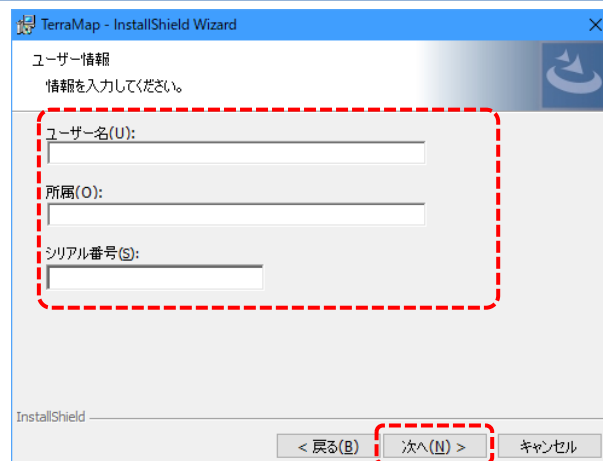 TerraMap - InstallShield Wizard
ユーザー情報
情報を入力してください。
ユーザー名(U):
所属(O):
シリアル番号(S):
InstallShield
< 戻る(B) 次へ(N) > キャンセル